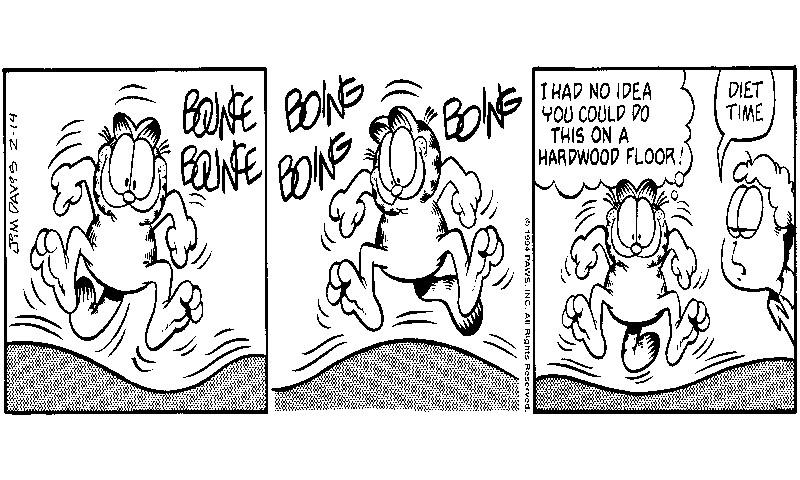 JIM DAVIS 2-14
BOUNCE
BOUNCE
BOING
BOING
BOING
© 1994 PAWS, INC. All Rights Reserved.
I HAD NO IDEA
YOU COULD DO
THIS ON A
HARDWOOD FLOOR!
DIET
TIME